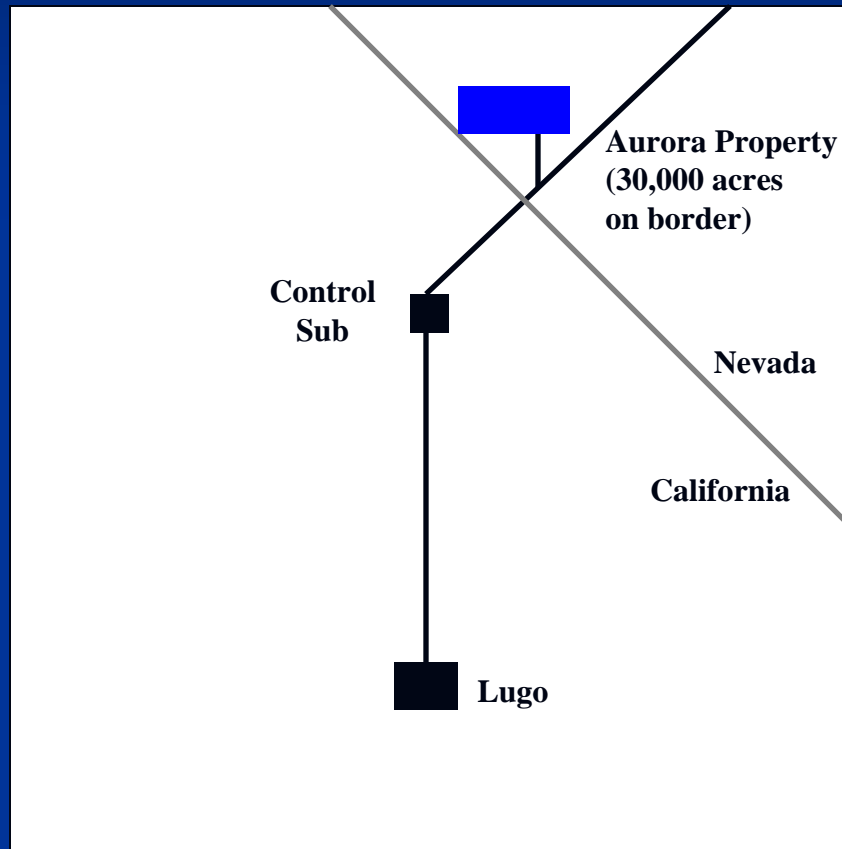 Aurora Property
(30,000 acres
on border)
Control
Sub
Nevada
California
Lugo